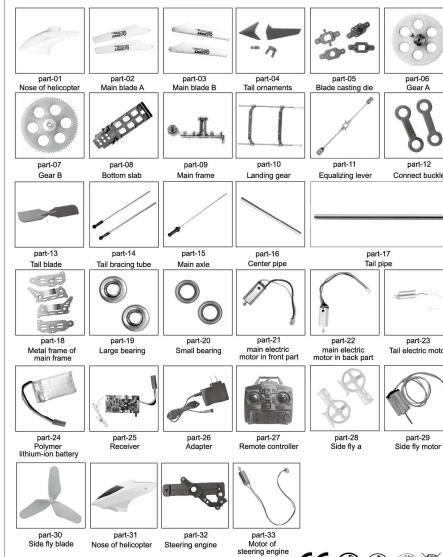 part-01
Nose of helicopter
part-02
Main blade A
part-03
Main blade B
part-04
Tail ornaments
part-05
Blade casting die
part-06
Gear A
part-07
Gear B
part-08
Bottom slab
part-09
Main frame
part-10
Landing gear
part-11
Equalizing lever
part-12
Connect buckle
part-13
Tail blade
part-14
Tail bracing tube
part-15
Main axle
part-16
Center pipe
part-17
Tail pipe
part-18
Metal frame of
main frame
part-19
Large bearing
part-20
Small bearing
part-21
main electric
motor in front part
part-22
main electric
motor in back part
part-23
Tail electric moto
part-24
Polymer
lithium-ion battery
part-25
Receiver
part-26
Adapter
part-27
Remote controller
part-28
Side fly a
part-29
Side fly motor
part-30
Side fly blade
part-31
Nose of helicopter
part-32
Steering engine
part-33
Motor of
steering engine
CE